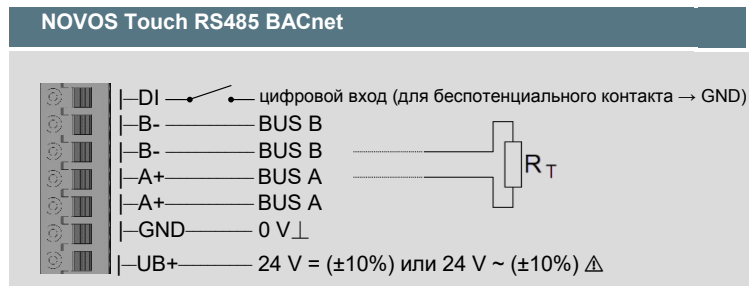 NOVOS Touch RS485 BACnet
DI цифровой вход (для беспотенциального контакта → GND)
B- BUS B
B- BUS B
R T
A+ BUS A
A+ BUS A
GND 0 V⊥
UB+ 24 V = (±10%) или 24 V ~ (±10%) ⚠